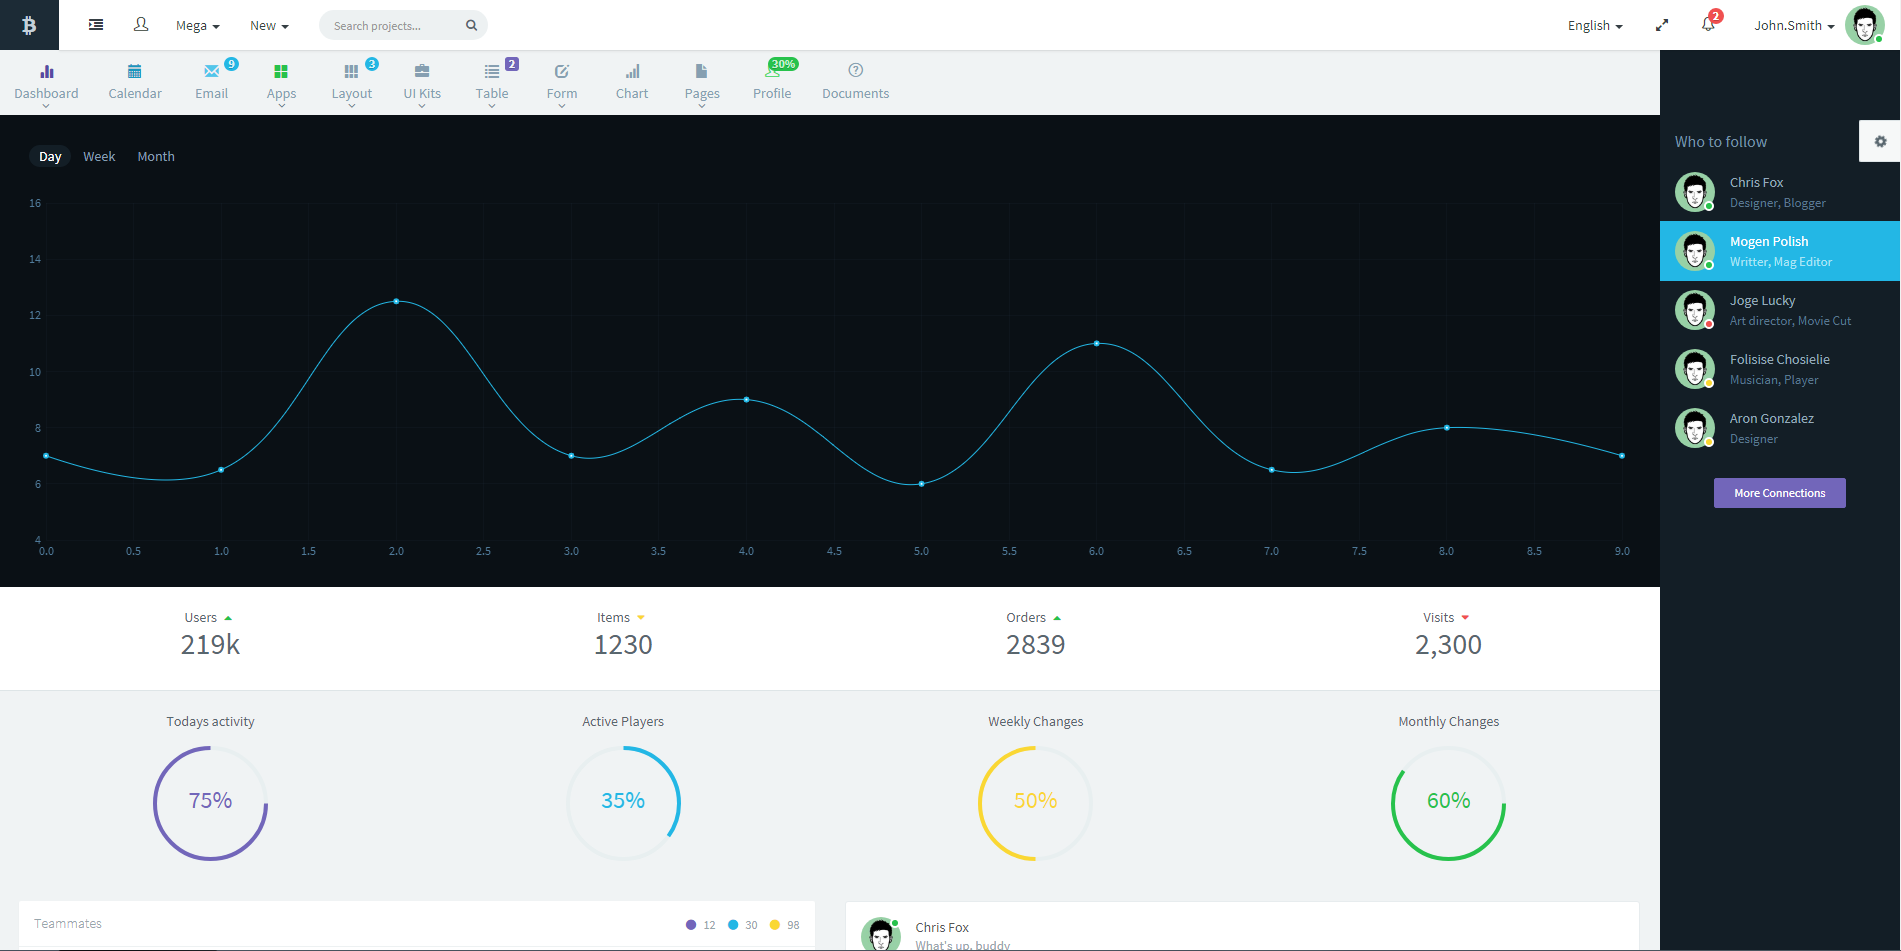 Mega New Search projects... English 2 John.Smith
9 3 2 30%
Dashboard Calendar Email Apps Layout UI Kits Table Form Chart Pages Profile Documents
Day Week Month
16
14
12
10
8
6
4
0.0 0.5 1.0 1.5 2.0 2.5 3.0 3.5 4.0 4.5 5.0 5.5 6.0 6.5 7.0 7.5 8.0 8.5 9.0
Who to follow
Chris Fox
Designer, Blogger
Mogen Polish
Writter, Mag Editor
Joge Lucky
Art director, Movie Cut
Folisise Chosielie
Musician, Player
Aron Gonzalez
Designer
More Connections
Users Items Orders Visits
219k 1230 2839 2,300
Todays activity Active Players Weekly Changes Monthly Changes
75% 35% 50% 60%
Teammates 12 30 98
Chris Fox
What's up, buddy